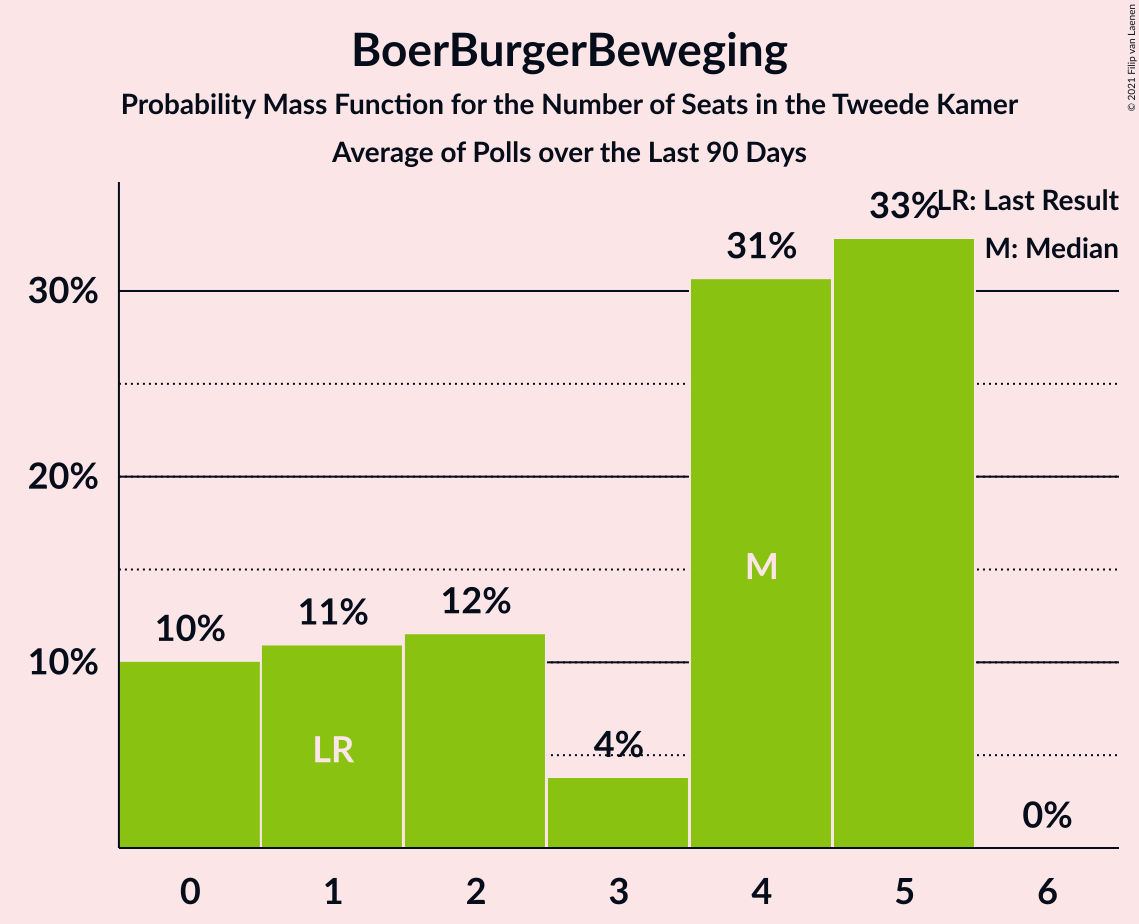 BoerBurgerBeweging
Probability Mass Function for the Number of Seats in the Tweede Kamer
Average of Polls over the Last 90 Days
© 2021 Filip van Laenen
LR: Last Result
M: Median
33%
31%
30%
20%
12%
11%
10%
10%
4%
0%
M
LR
0 1 2 3 4 5 6